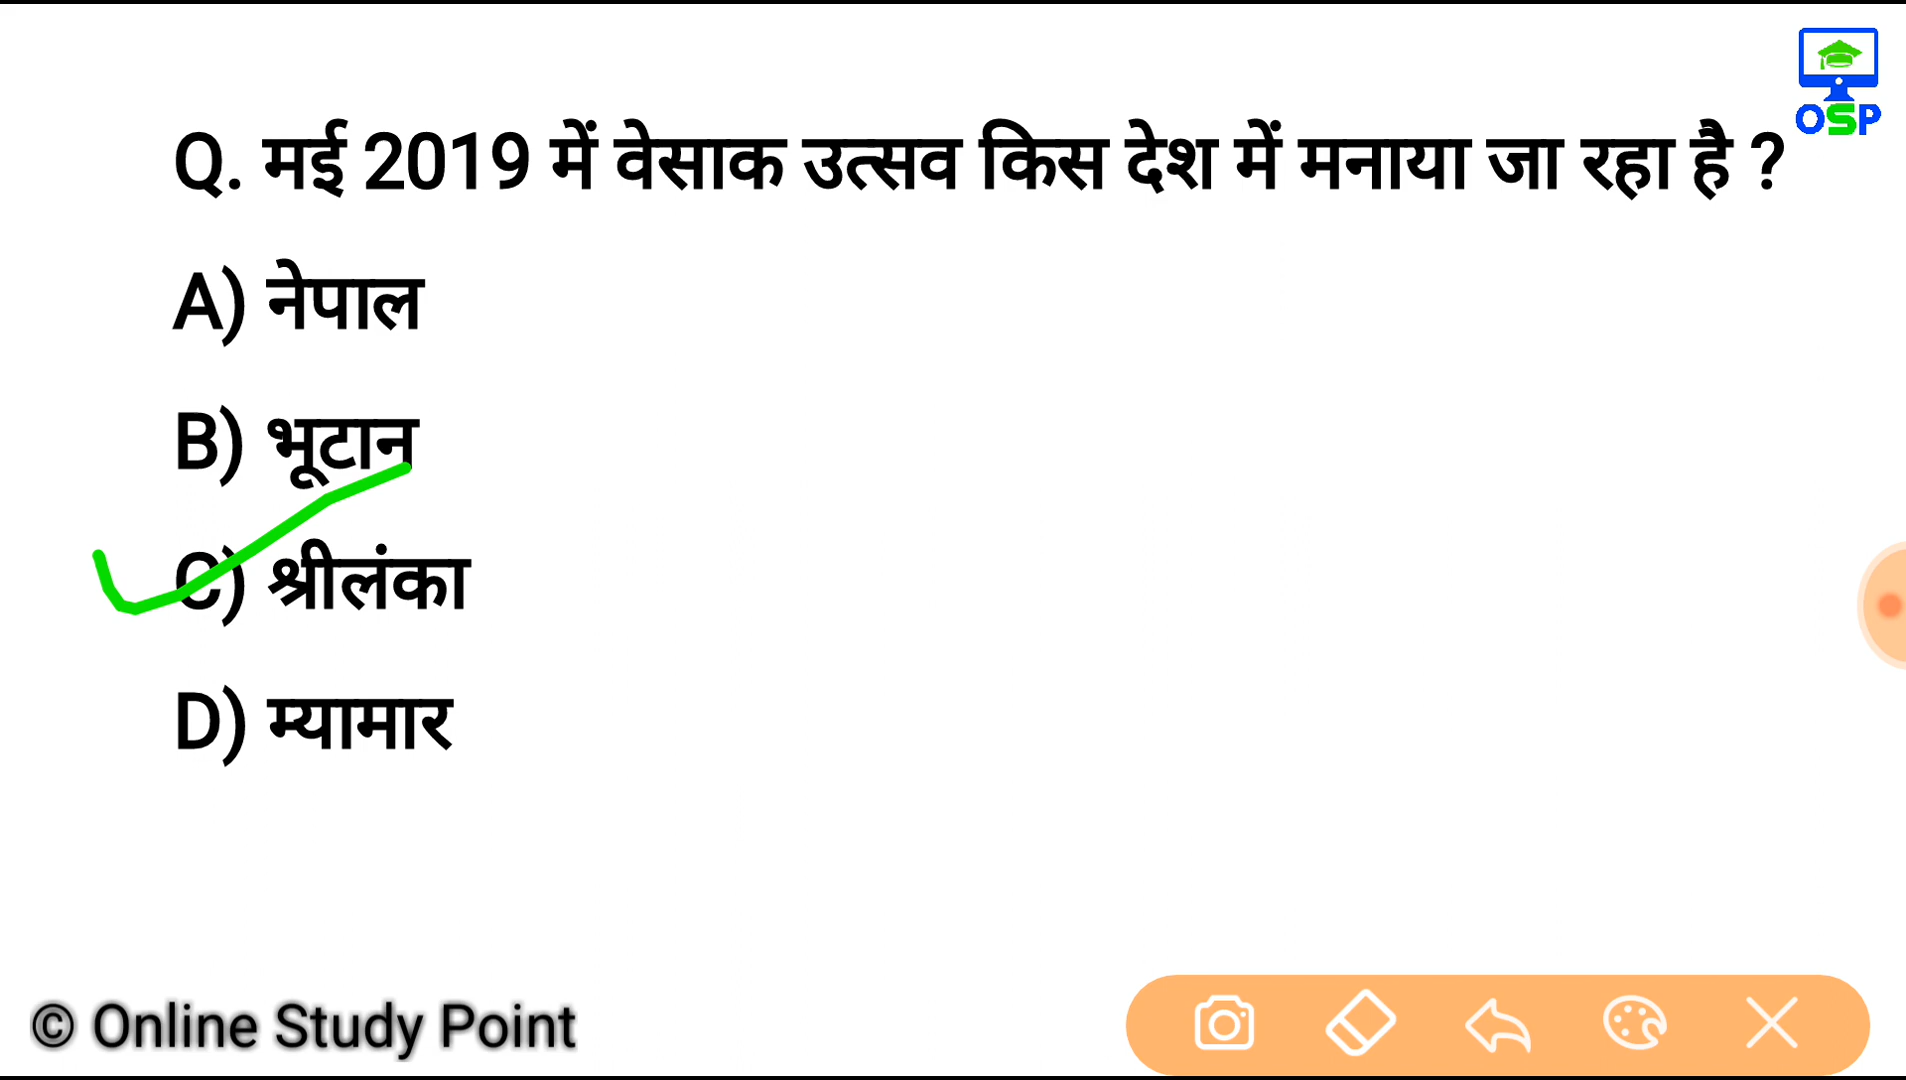 OSP
Q. मई 2019 में वेसाक उत्सव किस देश में मनाया जा रहा है ?
A) नेपाल
B) भूटान
C) श्रीलंका
D) म्यामार
© Online Study Point